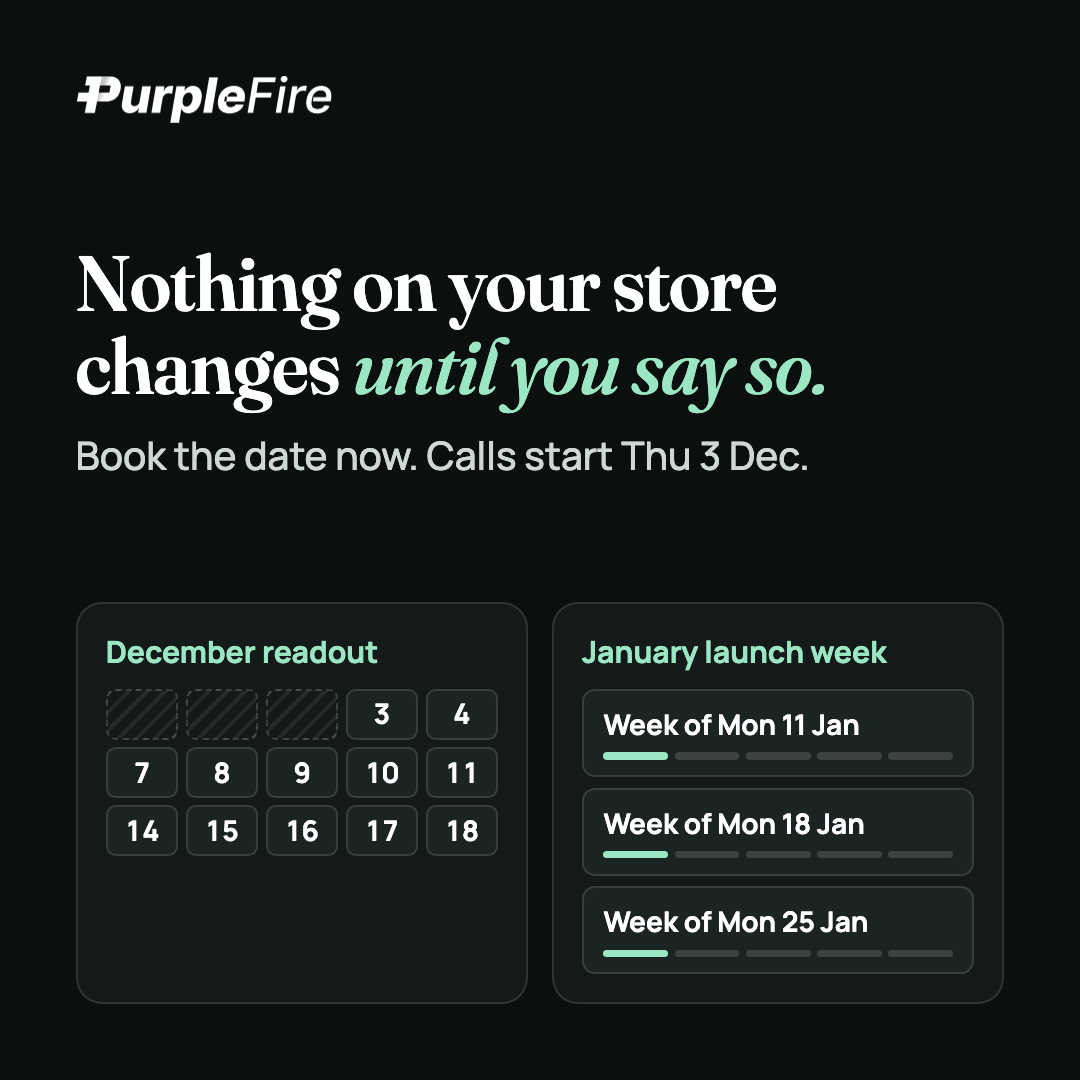 PurpleFire
Nothing on your store
changes until you say so.
Book the date now. Calls start Thu 3 Dec.
December readout
3 4
7 8 9 10 11
14 15 16 17 18
January launch week
Week of Mon 11 Jan
Week of Mon 18 Jan
Week of Mon 25 Jan